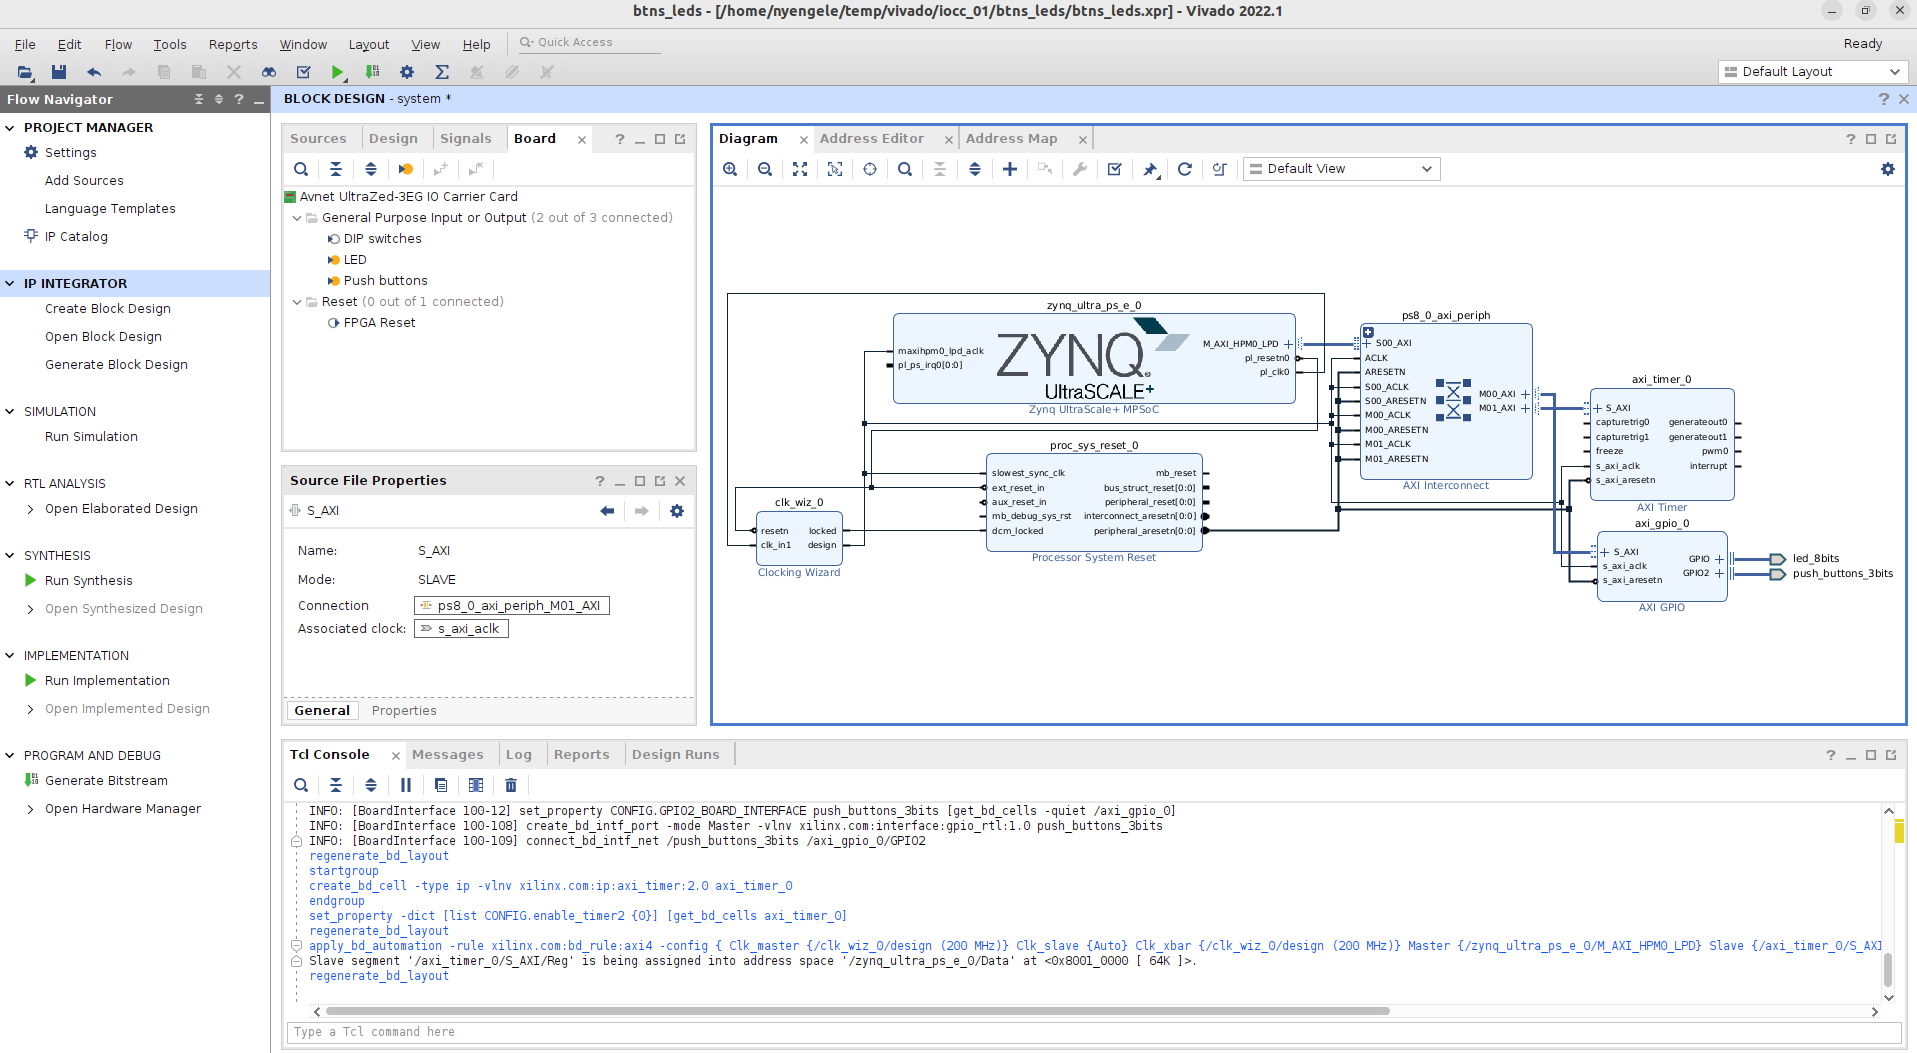 btns_leds - [/home/nyengele/temp/vivado/iocc_01/btns_leds/btns_leds.xpr] - Vivado 2022.1
File Edit Flow Tools Reports Window Layout View Help Quick Access Ready
Default Layout
Flow Navigator
PROJECT MANAGER
Settings
Add Sources
Language Templates
IP Catalog
IP INTEGRATOR
Create Block Design
Open Block Design
Generate Block Design
SIMULATION
Run Simulation
RTL ANALYSIS
Open Elaborated Design
SYNTHESIS
Run Synthesis
Open Synthesized Design
IMPLEMENTATION
Run Implementation
Open Implemented Design
PROGRAM AND DEBUG
Generate Bitstream
Open Hardware Manager
BLOCK DESIGN - system *
Sources Design Signals Board
Avnet UltraZed-3EG IO Carrier Card
General Purpose Input or Output (2 out of 3 connected)
DIP switches
LED
Push buttons
Reset (0 out of 1 connected)
FPGA Reset
Source File Properties
S_AXI
Name: S_AXI
Mode: SLAVE
Connection ps8_0_axi_periph_M01_AXI
Associated clock: s_axi_aclk
General Properties
Diagram Address Editor Address Map
Default View
zynq_ultra_ps_e_0
maxihpm0_lpd_aclk
pl_ps_irq0[0:0]
ZYNQ
UltraSCALE+
M_AXI_HPM0_LPD
pl_resetn0
pl_clk0
Zynq UltraScale+ MPSoC
proc_sys_reset_0
slowest_sync_clk
ext_reset_in
aux_reset_in
mb_debug_sys_rst
dcm_locked
mb_reset
bus_struct_reset[0:0]
peripheral_reset[0:0]
interconnect_aresetn[0:0]
peripheral_aresetn[0:0]
Processor System Reset
clk_wiz_0
resetn
clk_in1
locked
design
Clocking Wizard
ps8_0_axi_periph
S00_AXI
ACLK
ARESETN
S00_ACLK
S00_ARESETN
M00_ACLK
M00_ARESETN
M01_ACLK
M01_ARESETN
M00_AXI
M01_AXI
AXI Interconnect
axi_timer_0
S_AXI
capturetrig0
capturetrig1
freeze
s_axi_aclk
s_axi_aresetn
generateout0
generateout1
pwm0
interrupt
AXI Timer
axi_gpio_0
S_AXI
s_axi_aclk
s_axi_aresetn
GPIO
GPIO2
AXI GPIO
led_8bits
push_buttons_3bits
Tcl Console Messages Log Reports Design Runs
INFO: [BoardInterface 100-12] set_property CONFIG.GPIO2_BOARD_INTERFACE push_buttons_3bits [get_bd_cells -quiet /axi_gpio_0]
INFO: [BoardInterface 100-108] create_bd_intf_port -mode Master -vlnv xilinx.com:interface:gpio_rtl:1.0 push_buttons_3bits
INFO: [BoardInterface 100-109] connect_bd_intf_net /push_buttons_3bits /axi_gpio_0/GPIO2
regenerate_bd_layout
startgroup
create_bd_cell -type ip -vlnv xilinx.com:ip:axi_timer:2.0 axi_timer_0
endgroup
set_property -dict [list CONFIG.enable_timer2 {0}] [get_bd_cells axi_timer_0]
regenerate_bd_layout
apply_bd_automation -rule xilinx.com:bd_rule:axi4 -config { Clk_master {/clk_wiz_0/design (200 MHz)} Clk_slave {Auto} Clk_xbar {/clk_wiz_0/design (200 MHz)} Master {/zynq_ultra_ps_e_0/M_AXI_HPM0_LPD} Slave {/axi_timer_0/S_AXI
Slave segment '/axi_timer_0/S_AXI/Reg' is being assigned into address space '/zynq_ultra_ps_e_0/Data' at <0x8001_0000 [ 64K ]>.
regenerate_bd_layout
Type a Tcl command here